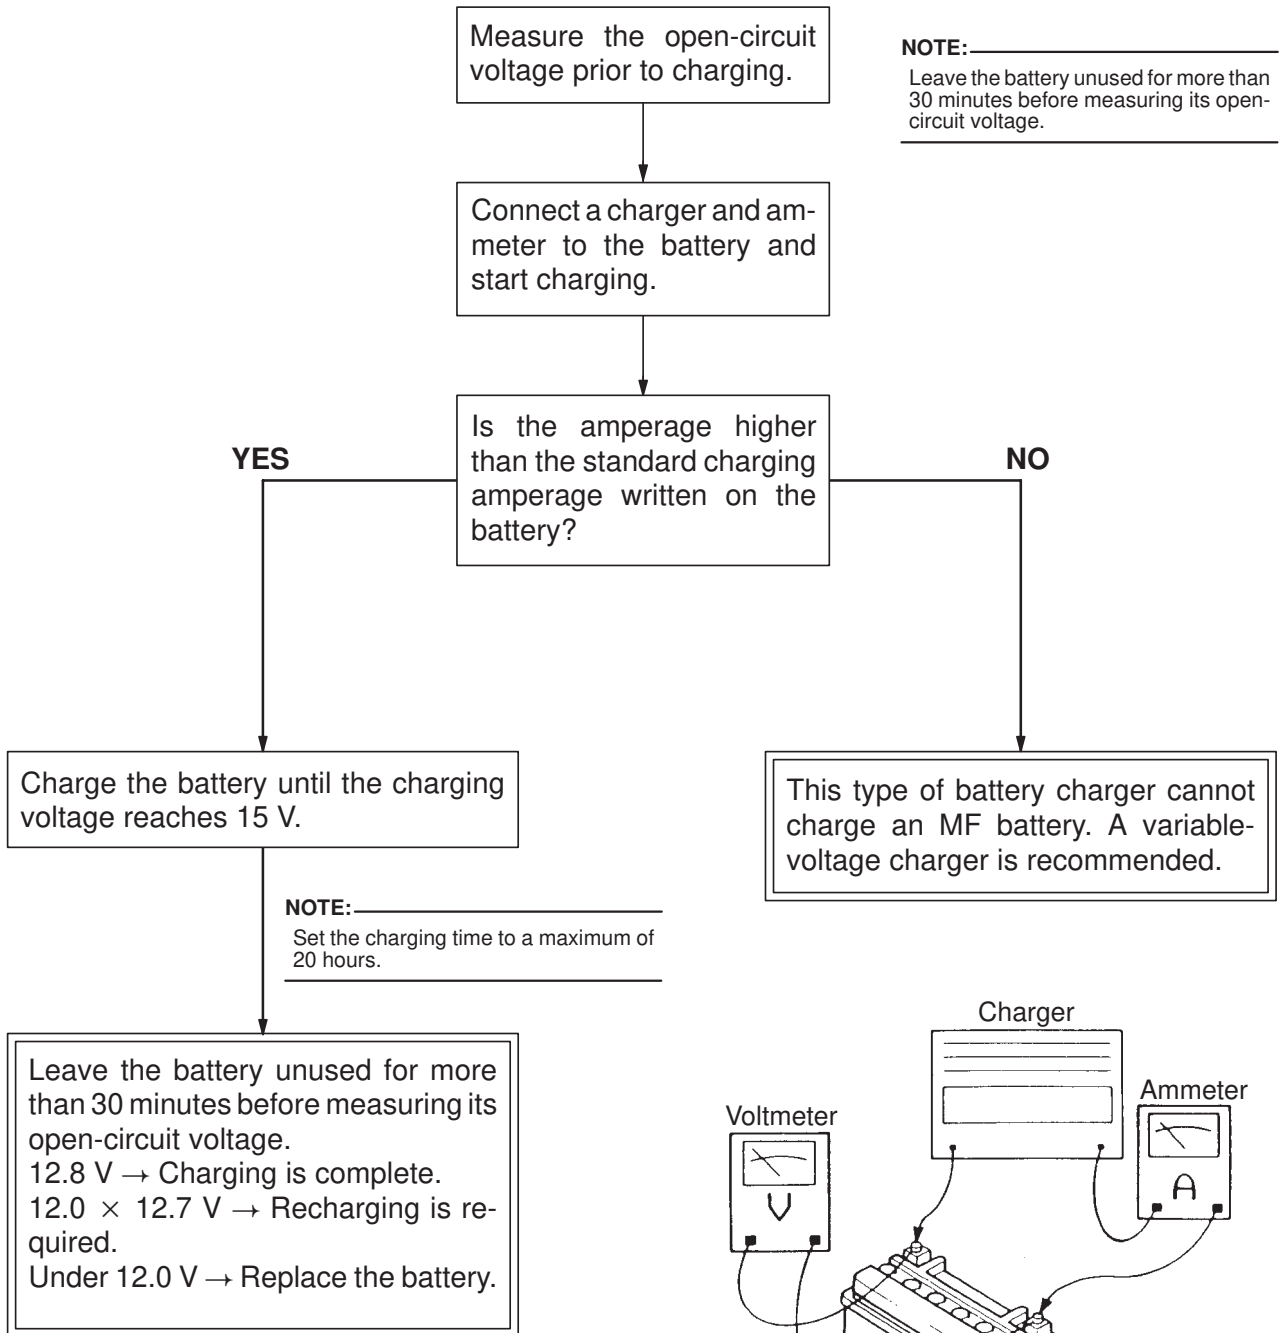 Measure the open-circuit
voltage prior to charging.
NOTE:
Leave the battery unused for more than
30 minutes before measuring its open-
circuit voltage.
Connect a charger and am-
meter to the battery and
start charging.
Is the amperage higher
than the standard charging
amperage written on the
battery?
YES
NO
Charge the battery until the charging
voltage reaches 15 V.
This type of battery charger cannot
charge an MF battery. A variable-
voltage charger is recommended.
NOTE:
Set the charging time to a maximum of
20 hours.
Leave the battery unused for more
than 30 minutes before measuring its
open-circuit voltage.
12.8 V → Charging is complete.
12.0 × 12.7 V → Recharging is re-
quired.
Under 12.0 V → Replace the battery.
Charger
Ammeter
Voltmeter
V
A